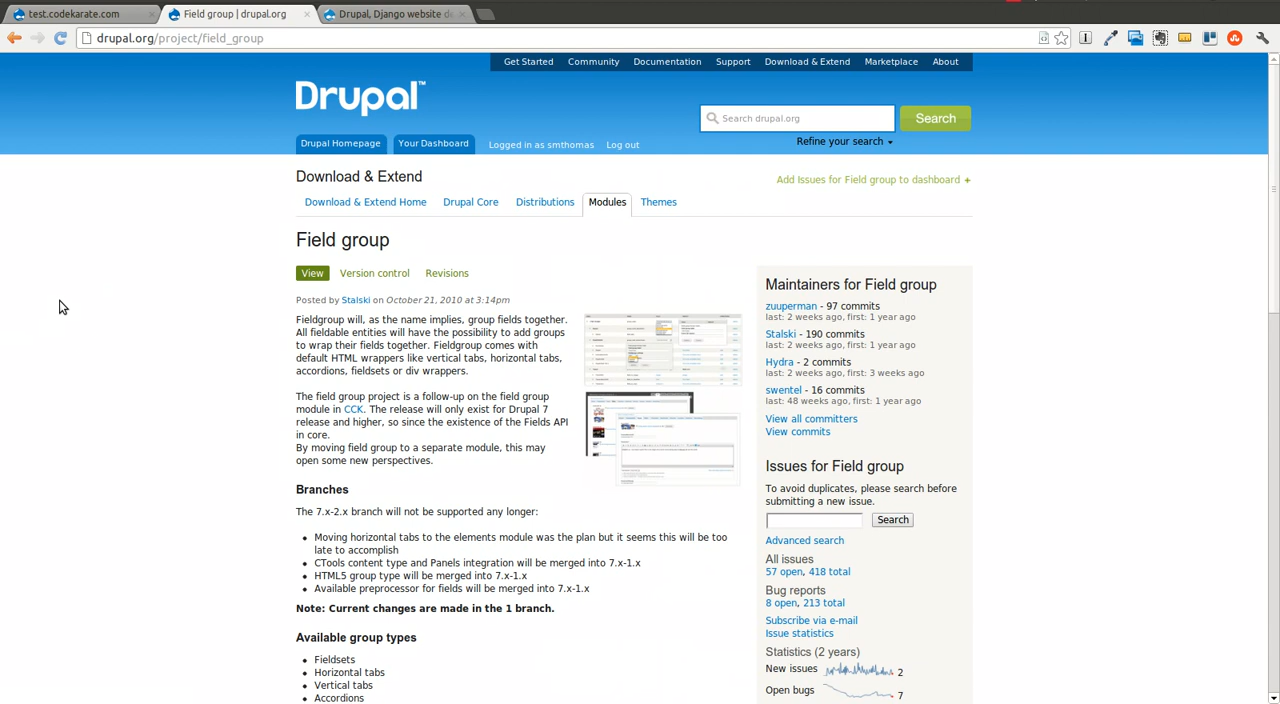 test.codekarate.com
Field group | drupal.org
Drupal, Django website de
drupal.org/project/field_group
Get Started Community Documentation Support Download & Extend Marketplace About
Drupal™
Search drupal.org
Search
Refine your search
Drupal Homepage Your Dashboard Logged in as smthomas Log out
Download & Extend
Add Issues for Field group to dashboard +
Download & Extend Home Drupal Core Distributions Modules Themes
Field group
View Version control Revisions
Posted by Stalski on October 21, 2010 at 3:14pm
Fieldgroup will, as the name implies, group fields together.
All fieldable entities will have the possibility to add groups
to wrap their fields together. Fieldgroup comes with
default HTML wrappers like vertical tabs, horizontal tabs,
accordions, fieldsets or div wrappers.
The field group project is a follow-up on the field group
module in CCK. The release will only exist for Drupal 7
release and higher, so since the existence of the Fields API
in core.
By moving field group to a separate module, this may
open some new perspectives.
Branches
The 7.x-2.x branch will not be supported any longer:
• Moving horizontal tabs to the elements module was the plan but it seems this will be too
late to accomplish
• CTools content type and Panels integration will be merged into 7.x-1.x
• HTML5 group type will be merged into 7.x-1.x
• Available preprocessor for fields will be merged into 7.x-1.x
Note: Current changes are made in the 1 branch.
Available group types
• Fieldsets
• Horizontal tabs
• Vertical tabs
• Accordions
Maintainers for Field group
zuuperman - 97 commits
last: 2 weeks ago, first: 1 year ago
Stalski - 190 commits
last: 2 weeks ago, first: 1 year ago
Hydra - 2 commits
last: 2 weeks ago, first: 3 weeks ago
swentel - 16 commits
last: 48 weeks ago, first: 1 year ago
View all committers
View commits
Issues for Field group
To avoid duplicates, please search before
submitting a new issue.
Search
Advanced search
All issues
57 open, 418 total
Bug reports
8 open, 213 total
Subscribe via e-mail
Issue statistics
Statistics (2 years)
New issues 2
Open bugs 7